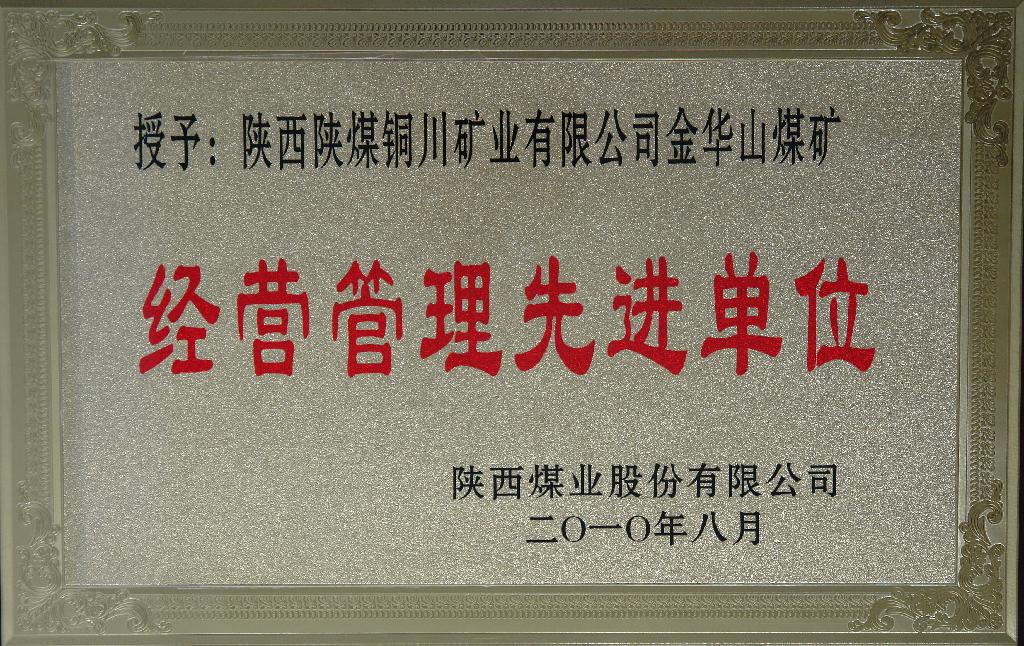 授予：陕西陕煤铜川矿业有限公司金华山煤矿
经营管理先进单位
陕西煤业股份有限公司
二〇一〇年八月